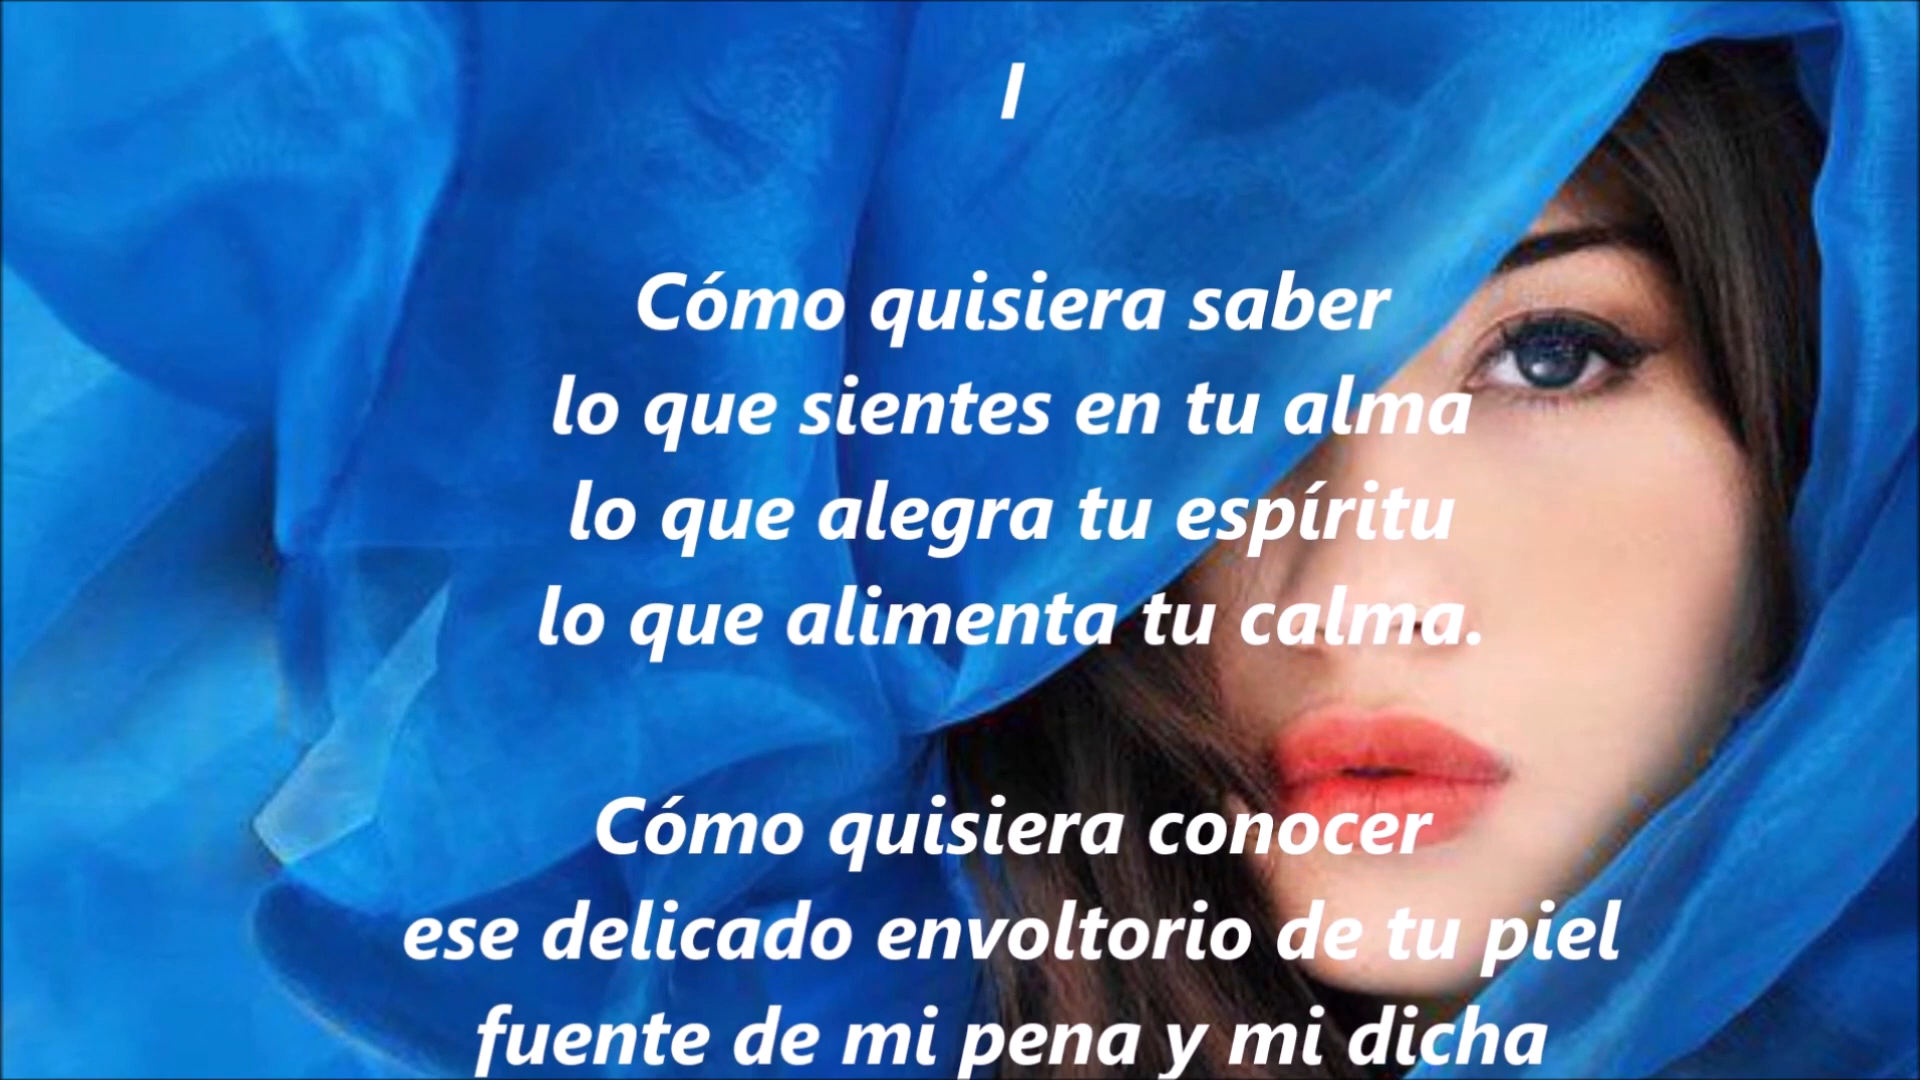 I
Cómo quisiera saber
lo que sientes en tu alma
lo que alegra tu espíritu
lo que alimenta tu calma.
Cómo quisiera conocer
ese delicado envoltorio de tu piel
fuente de mi pena y mi dicha